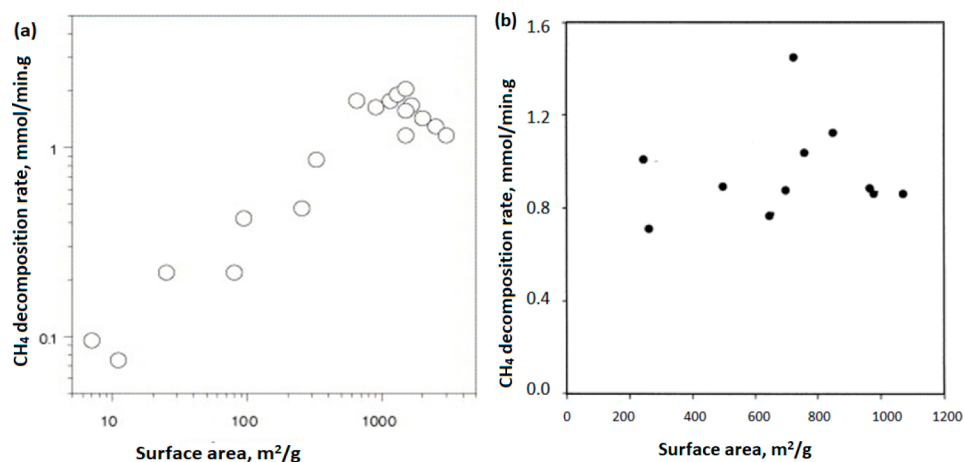 (a)
CH₄ decomposition rate, mmol/min.g
1
0.1
10
100
1000
Surface area, m²/g
(b)
CH₄ decomposition rate, mmol/min.g
1.6
1.2
0.8
0.4
0.0
0
200
400
600
800
1000
1200
Surface area, m²/g